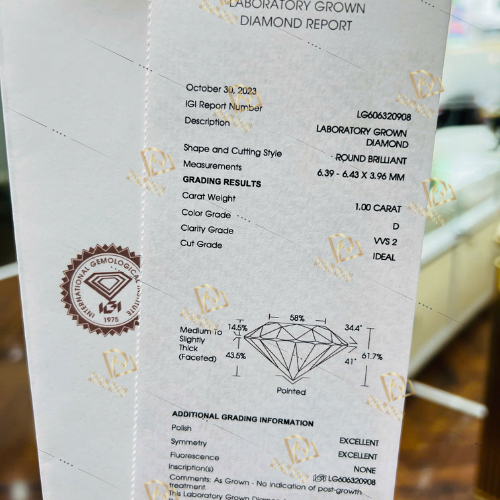 LABORATORY GROWN
DIAMOND REPORT
October 30, 2023
IGI Report Number LG606320908
Description LABORATORY GROWN
DIAMOND
Shape and Cutting Style ROUND BRILLIANT
Measurements 6.39 - 6.43 X 3.96 MM
GRADING RESULTS
Carat Weight 1.00 CARAT
Color Grade D
Clarity Grade VVS 2
Cut Grade IDEAL
INTERNATIONAL GEMOLOGICAL INSTITUTE
IGI
1975
58%
Medium To
Slightly
Thick
(Faceted)
14.5% 34.4°
43.5% 41° 61.7%
Pointed
ADDITIONAL GRADING INFORMATION
Polish EXCELLENT
Symmetry EXCELLENT
Fluorescence NONE
Inscription(s) IGI LG606320908
Comments: As Grown - No indication of post-growth
treatment.
This Laboratory Grown